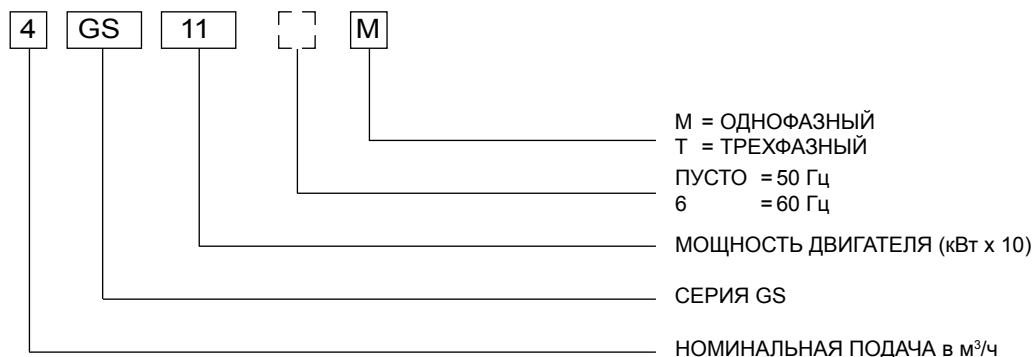 4 GS 11 M
М = ОДНОФАЗНЫЙ
Т = ТРЕХФАЗНЫЙ
ПУСТО = 50 Гц
6 = 60 Гц
МОЩНОСТЬ ДВИГАТЕЛЯ (кВт x 10)
СЕРИЯ GS
НОМИНАЛЬНАЯ ПОДАЧА в м³/ч